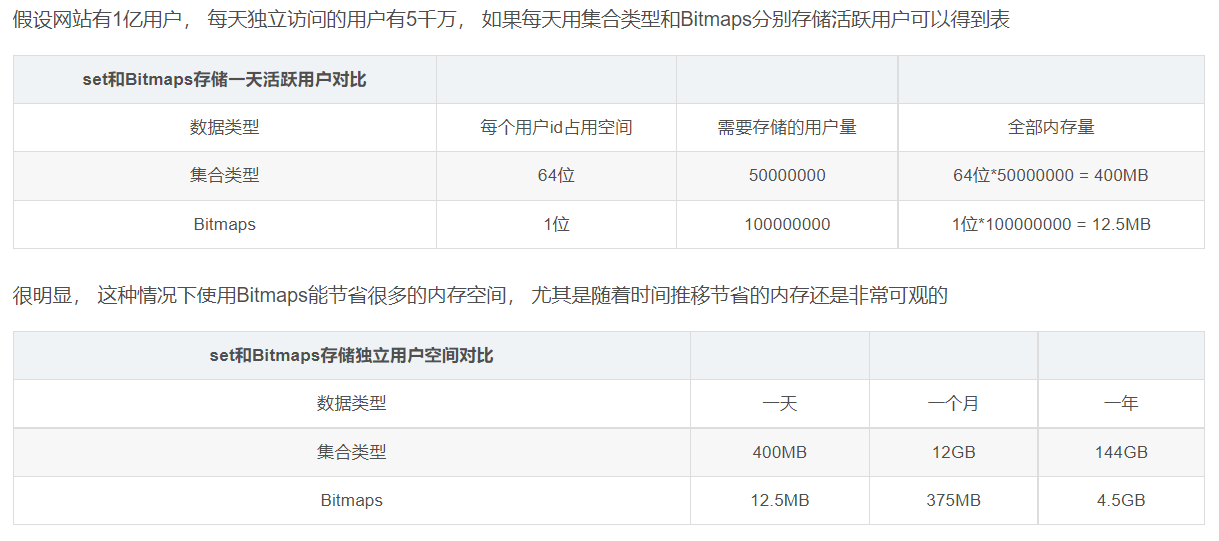 假设网站有1亿用户， 每天独立访问的用户有5千万， 如果每天用集合类型和Bitmaps分别存储活跃用户可以得到表
set和Bitmaps存储一天活跃用户对比
数据类型 每个用户id占用空间 需要存储的用户量 全部内存量
集合类型 64位 50000000 64位*50000000 = 400MB
Bitmaps 1位 100000000 1位*100000000 = 12.5MB
很明显， 这种情况下使用Bitmaps能节省很多的内存空间， 尤其是随着时间推移节省的内存还是非常可观的
set和Bitmaps存储独立用户空间对比
数据类型 一天 一个月 一年
集合类型 400MB 12GB 144GB
Bitmaps 12.5MB 375MB 4.5GB